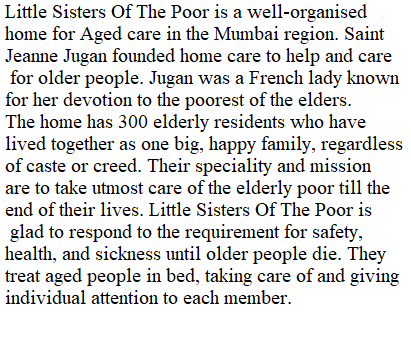 Little Sisters Of The Poor is a well-organised
home for Aged care in the Mumbai region. Saint
Jeanne Jugan founded home care to help and care
for older people. Jugan was a French lady known
for her devotion to the poorest of the elders.
The home has 300 elderly residents who have
lived together as one big, happy family, regardless
of caste or creed. Their speciality and mission
are to take utmost care of the elderly poor till the
end of their lives. Little Sisters Of The Poor is
glad to respond to the requirement for safety,
health, and sickness until older people die. They
treat aged people in bed, taking care of and giving
individual attention to each member.